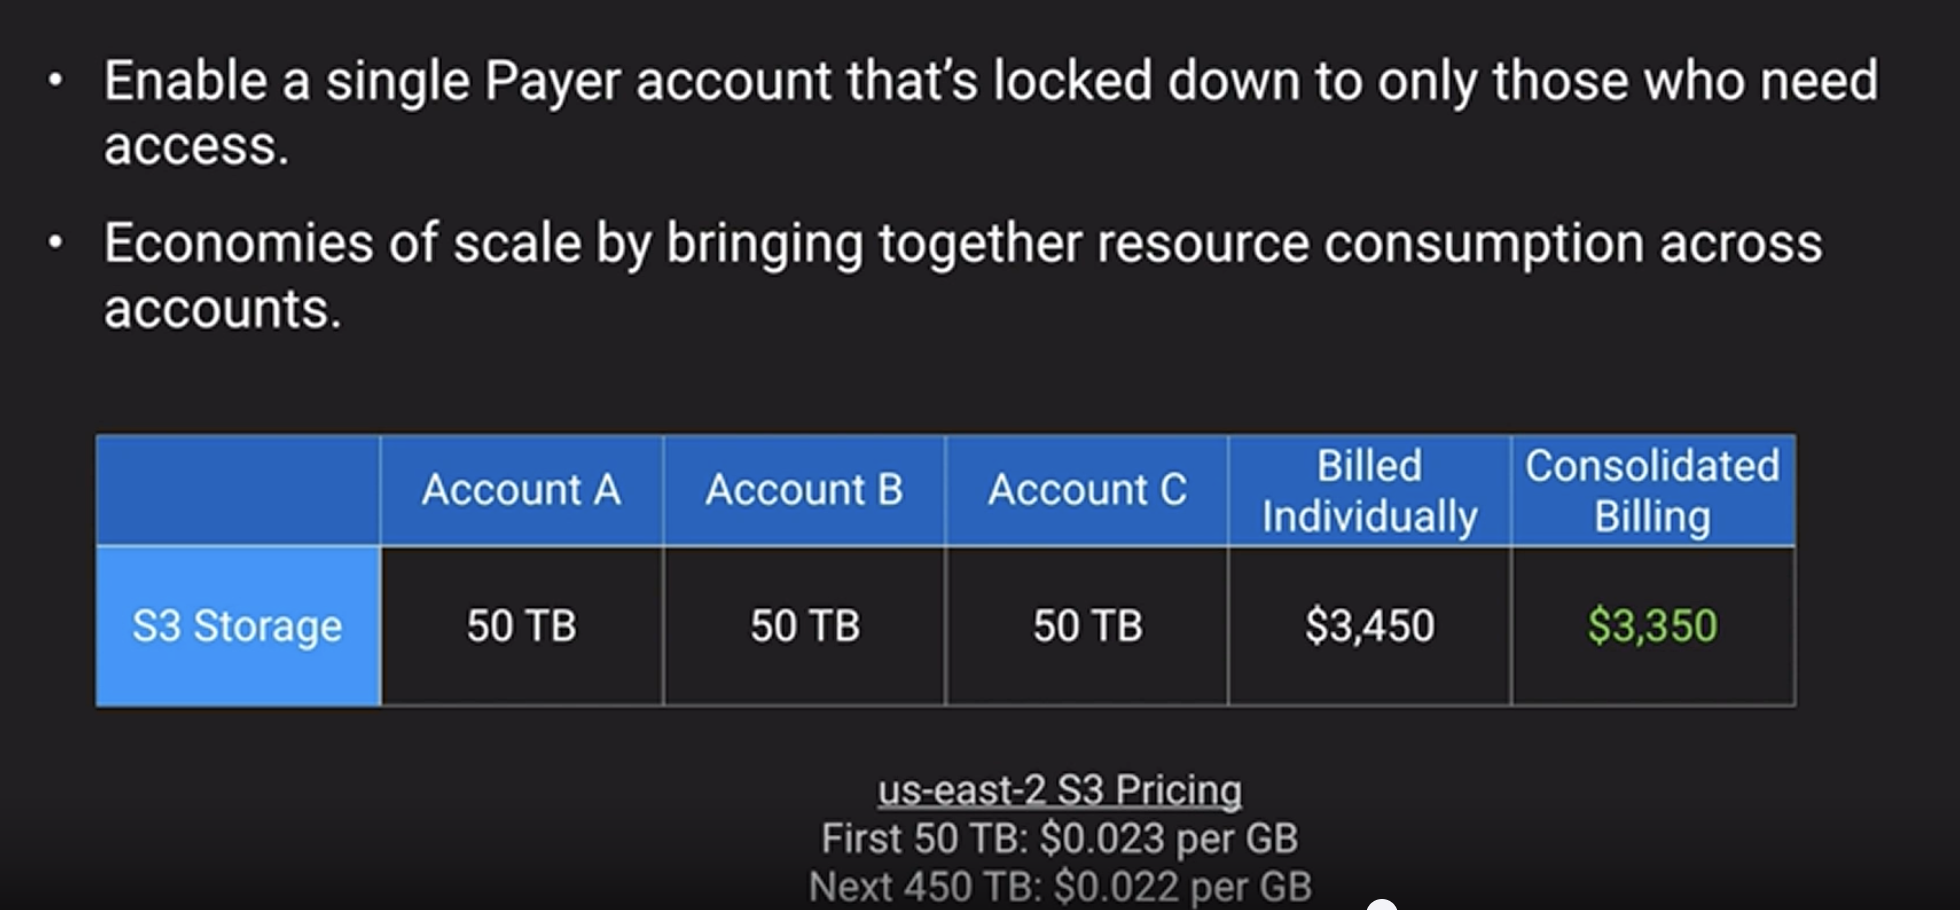 • Enable a single Payer account that's locked down to only those who need
access.
• Economies of scale by bringing together resource consumption across
accounts.
Account A
Account B
Account C
Billed
Individually
Consolidated
Billing
S3 Storage
50 TB
50 TB
50 TB
$3,450
$3,350
us-east-2 S3 Pricing
First 50 TB: $0.023 per GB
Next 450 TB: $0.022 per GB